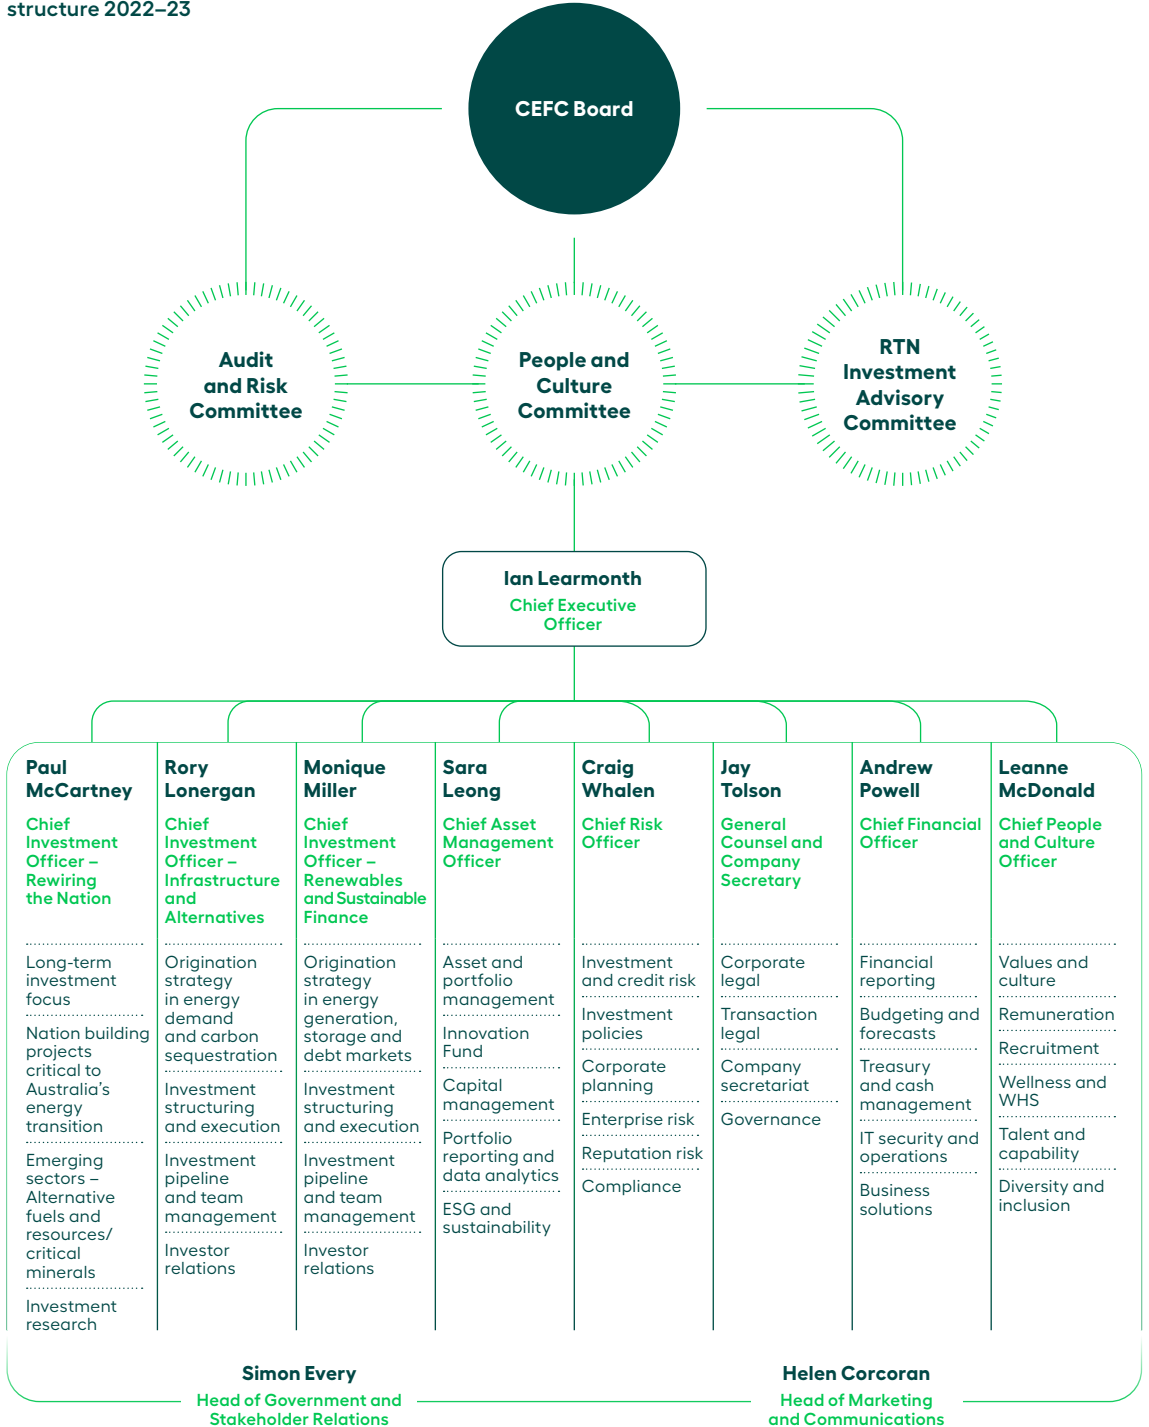 structure 2022–23
CEFC Board
Audit
and Risk
Committee
People and
Culture
Committee
RTN
Investment
Advisory
Committee
Ian Learmonth
Chief Executive
Officer
Paul
McCartney
Chief
Investment
Officer –
Rewiring
the Nation
Long-term
investment
focus
Nation building
projects
critical to
Australia’s
energy
transition
Emerging
sectors –
Alternative
fuels and
resources/
critical
minerals
Investment
research
Rory
Lonergan
Chief
Investment
Officer –
Infrastructure
and
Alternatives
Origination
strategy
in energy
demand
and carbon
sequestration
Investment
structuring
and execution
Investment
pipeline
and team
management
Investor
relations
Monique
Miller
Chief
Investment
Officer –
Renewables
and Sustainable
Finance
Origination
strategy
in energy
generation,
storage and
debt markets
Investment
structuring
and execution
Investment
pipeline
and team
management
Investor
relations
Sara
Leong
Chief Asset
Management
Officer
Asset and
portfolio
management
Innovation
Fund
Capital
management
Portfolio
reporting and
data analytics
ESG and
sustainability
Craig
Whalen
Chief Risk
Officer
Investment
and credit risk
Investment
policies
Corporate
planning
Enterprise risk
Reputation risk
Compliance
Jay
Tolson
General
Counsel and
Company
Secretary
Corporate
legal
Transaction
legal
Company
secretariat
Governance
Andrew
Powell
Chief Financial
Officer
Financial
reporting
Budgeting and
forecasts
Treasury
and cash
management
IT security and
operations
Business
solutions
Leanne
McDonald
Chief People
and Culture
Officer
Values and
culture
Remuneration
Recruitment
Wellness and
WHS
Talent and
capability
Diversity and
inclusion
Simon Every
Head of Government and
Stakeholder Relations
Helen Corcoran
Head of Marketing
and Communications